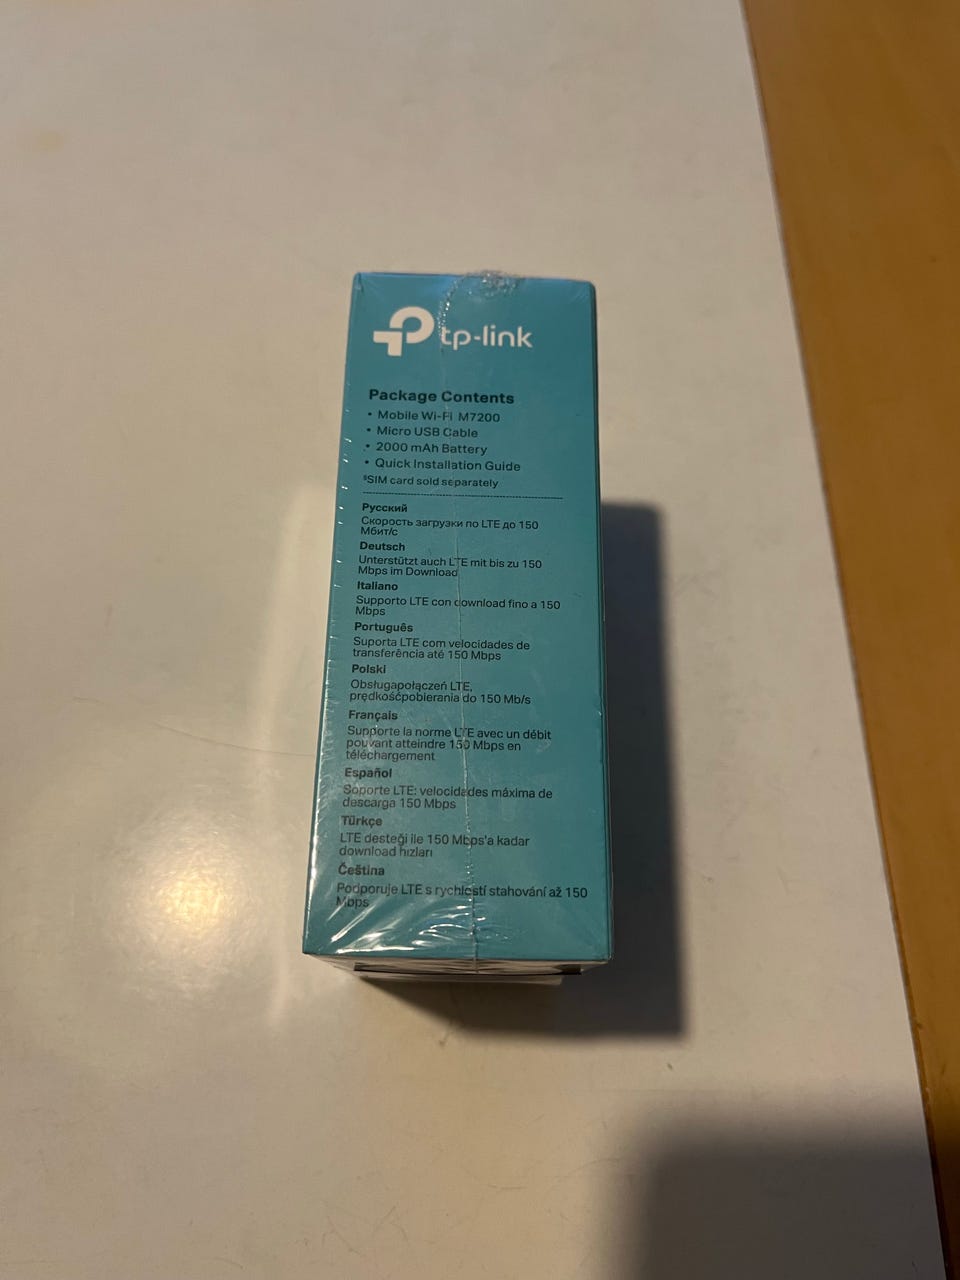 tp-link
Package Contents
• Mobile Wi-Fi M7200
• Micro USB Cable
• 2000 mAh Battery
• Quick Installation Guide
*SIM card sold separately
Русский
Скорость загрузки по LTE до 150
Мбит/с
Deutsch
Unterstützt auch LTE mit bis zu 150
Mbps im Download
Italiano
Supporto LTE con download fino a 150
Mbps
Português
Suporta LTE com velocidades de
transferência até 150 Mbps
Polski
Obsługapołączeń LTE,
prędkośćpobierania do 150 Mb/s
Français
Supporte la norme LTE avec un débit
pouvant atteindre 150 Mbps en
téléchargement
Español
Soporte LTE: velocidades máxima de
descarga 150 Mbps
Türkçe
LTE desteği ile 150 Mbps'a kadar
download hızları
Čeština
Podporuje LTE s rychlostí stahování až 150
Mbps